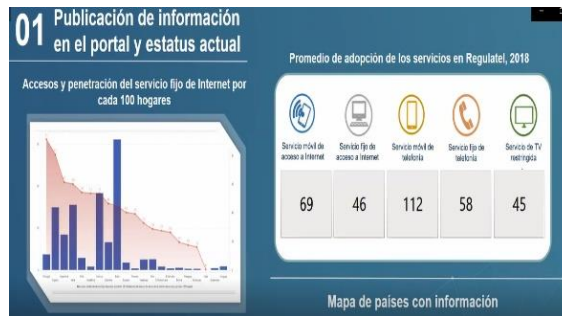 01 Publicación de información
en el portal y estatus actual
Accesos y penetración del servicio fijo de Internet por
cada 100 hogares
Promedio de adopción de los servicios en Regulatel, 2018
Servicio móvil de
acceso a Internet
Servicio fijo de
acceso a Internet
Servicio móvil de
telefonía
Servicio fijo de
telefonía
Servicio de TV
restringida
69
46
112
58
45
Mapa de países con información